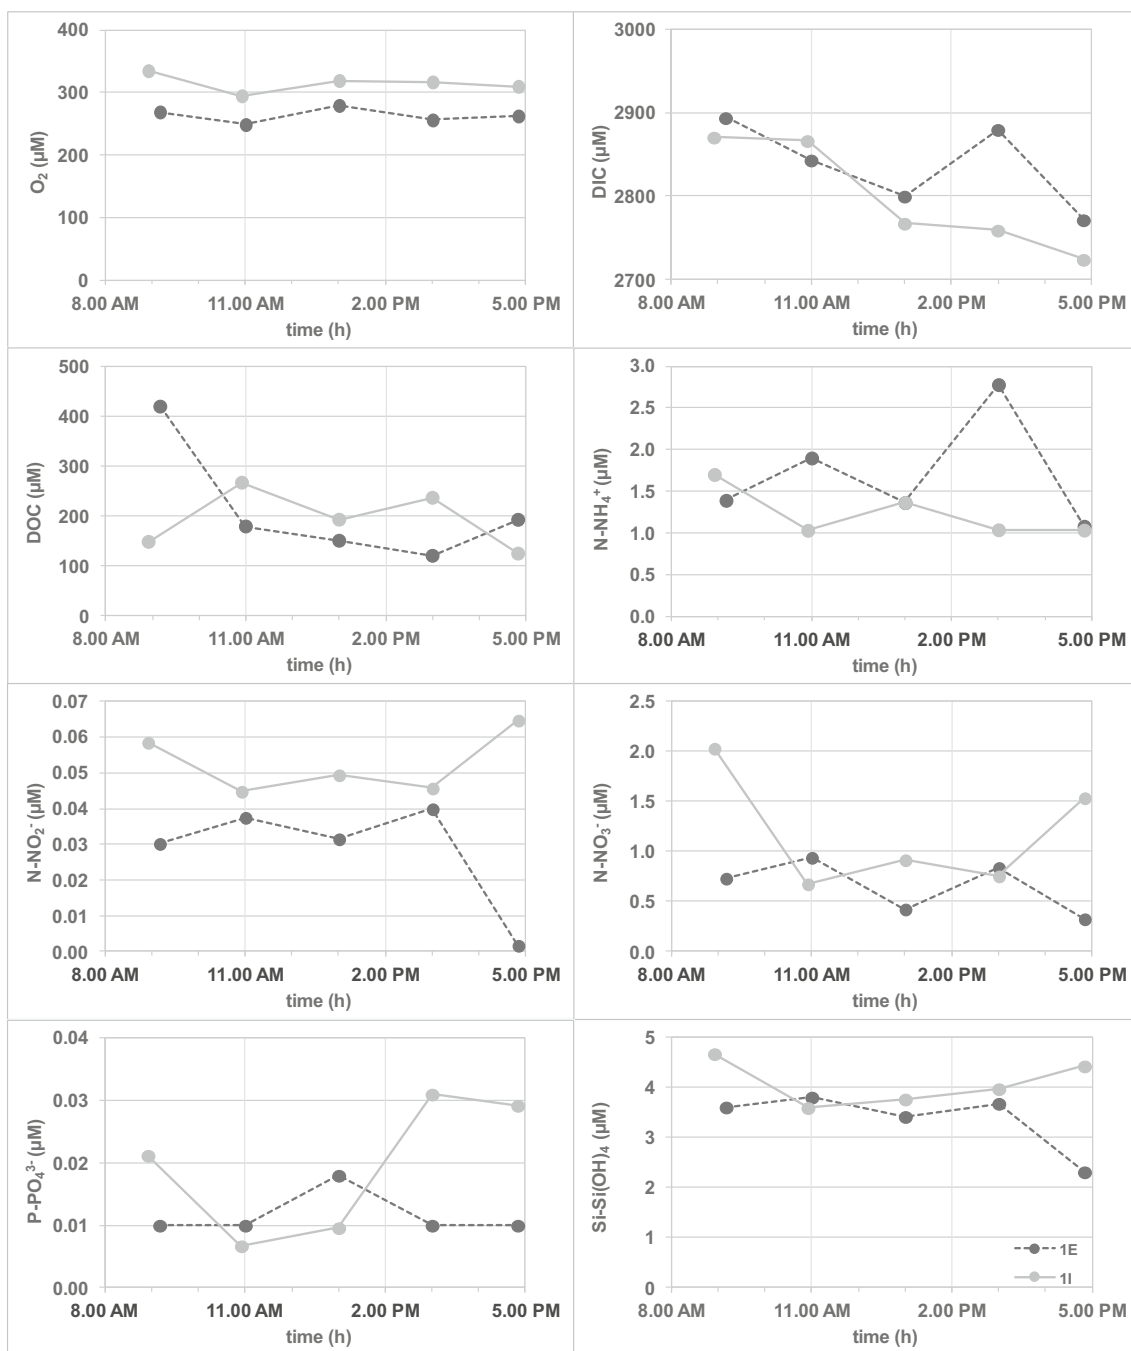 400
300
200
100
0
O₂ (µM)
8.00 AM 11.00 AM 2.00 PM 5.00 PM
time (h)
3000
2900
2800
2700
DIC (µM)
8.00 AM 11.00 AM 2.00 PM 5.00 PM
time (h)
500
400
300
200
100
0
DOC (µM)
8.00 AM 11.00 AM 2.00 PM 5.00 PM
time (h)
3.0
2.5
2.0
1.5
1.0
0.5
0.0
N-NH₄⁺ (µM)
8.00 AM 11.00 AM 2.00 PM 5.00 PM
time (h)
0.07
0.06
0.05
0.04
0.03
0.02
0.01
0.00
N-NO₂⁻ (µM)
8.00 AM 11.00 AM 2.00 PM 5.00 PM
time (h)
2.5
2.0
1.5
1.0
0.5
0.0
N-NO₃⁻ (µM)
8.00 AM 11.00 AM 2.00 PM 5.00 PM
time (h)
0.04
0.03
0.02
0.01
0.00
P-PO₄³⁻ (µM)
8.00 AM 11.00 AM 2.00 PM 5.00 PM
time (h)
5
4
3
2
1
0
Si-Si(OH)₄ (µM)
1E
1I
8.00 AM 11.00 AM 2.00 PM 5.00 PM
time (h)